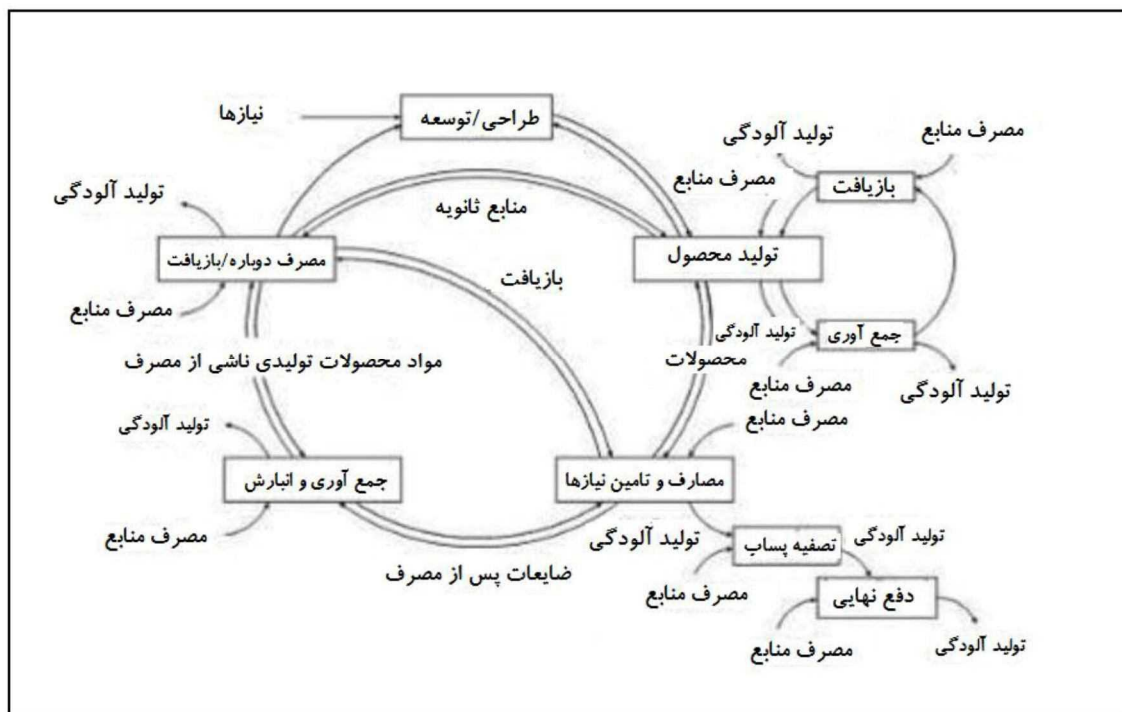 نیازها
طراحی/توسعه
تولید آلودگی
مصرف منابع
تولید آلودگی
مصرف منابع
بازیافت
منابع ثانویه
مصرف دوباره/بازیافت
تولید محصول
بازیافت
مصرف منابع
تولید آلودگی
جمع آوری
محصولات
مواد محصولات تولیدی ناشی از مصرف
مصرف منابع
تولید آلودگی
مصرف منابع
تولید آلودگی
جمع آوری و انبارش
مصارف و تامین نیازها
مصرف منابع
تولید آلودگی
تصفیه پساب
تولید آلودگی
ضایعات پس از مصرف
مصرف منابع
دفع نهایی
مصرف منابع
تولید آلودگی